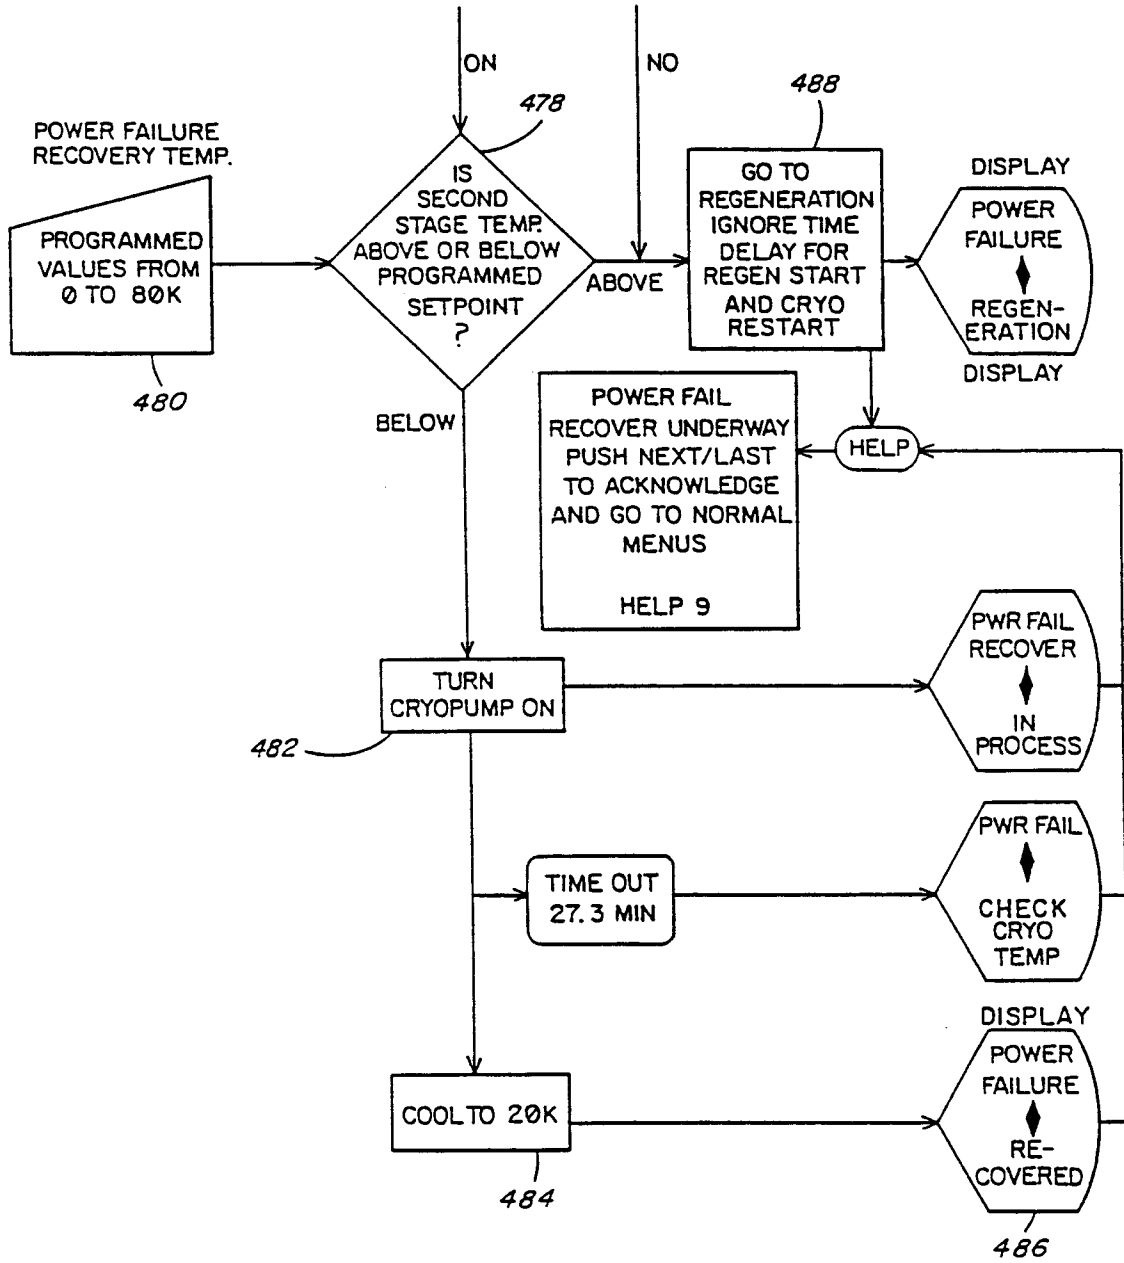 ON
NO
478
488
POWER FAILURE
RECOVERY TEMP.
PROGRAMMED
VALUES FROM
0 TO 80K
480
IS
SECOND
STAGE TEMP.
ABOVE OR BELOW
PROGRAMMED
SETPOINT
?
ABOVE
BELOW
GO TO
REGENERATION
IGNORE TIME
DELAY FOR
REGEN START
AND CRYO
RESTART
DISPLAY
POWER
FAILURE
REGEN-
ERATION
DISPLAY
POWER FAIL
RECOVER UNDERWAY
PUSH NEXT/LAST
TO ACKNOWLEDGE
AND GO TO NORMAL
MENUS
HELP 9
HELP
TURN
CRYOPUMP ON
482
PWR FAIL
RECOVER
IN
PROCESS
TIME OUT
27.3 MIN
PWR FAIL
CHECK
CRYO
TEMP
COOL TO 20K
484
DISPLAY
POWER
FAILURE
RE-
COVERED
486